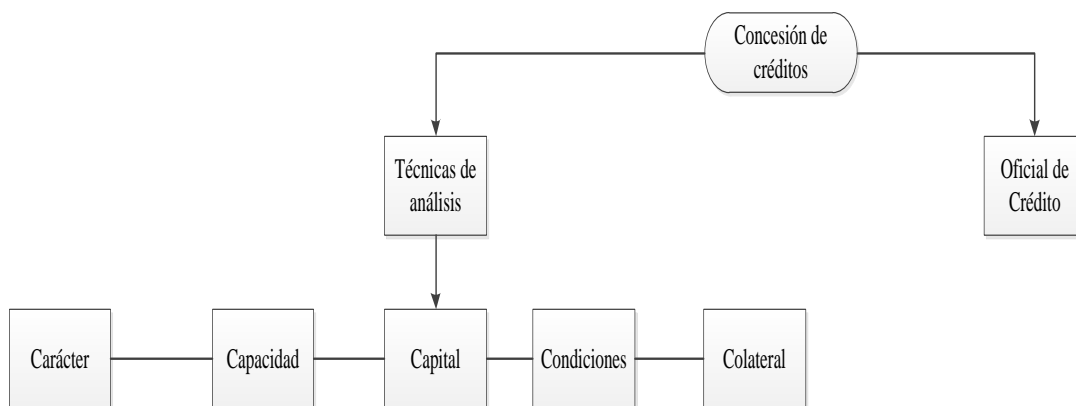 Concesión de
créditos
Técnicas de
análisis
Oficial de
Crédito
Carácter
Capacidad
Capital
Condiciones
Colateral